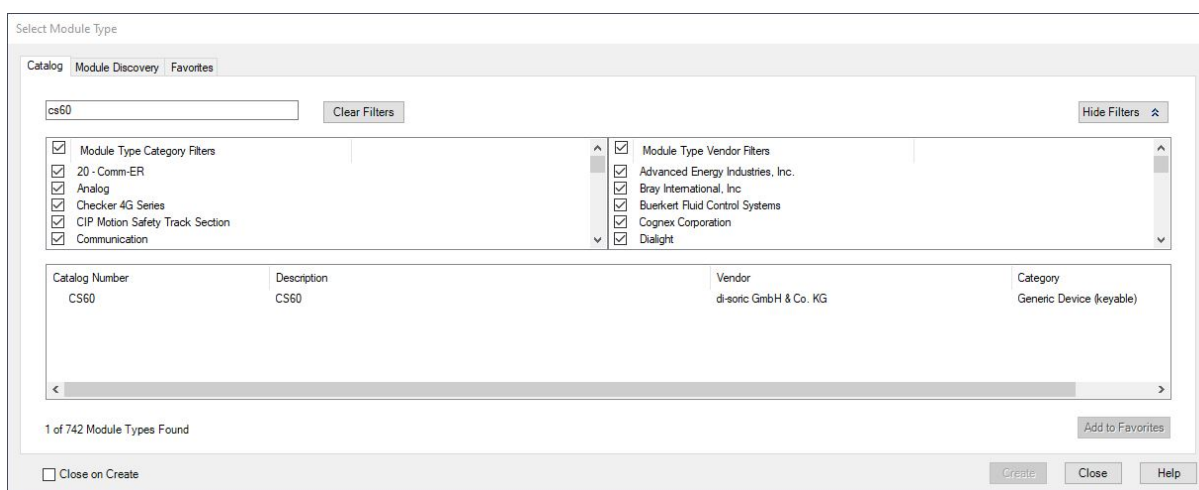 Select Module Type
Catalog Module Discovery Favorites
cs60 Clear Filters Hide Filters
Module Type Category Filters
20 - Comm-ER
Analog
Checker 4G Series
CIP Motion Safety Track Section
Communication
Module Type Vendor Filters
Advanced Energy Industries, Inc.
Bray International, Inc
Buerkert Fluid Control Systems
Cognex Corporation
Dialight
Catalog Number Description Vendor Category
CS60 CS60 di-soric GmbH & Co. KG Generic Device (keyable)
1 of 742 Module Types Found Add to Favorites
Close on Create Create Close Help